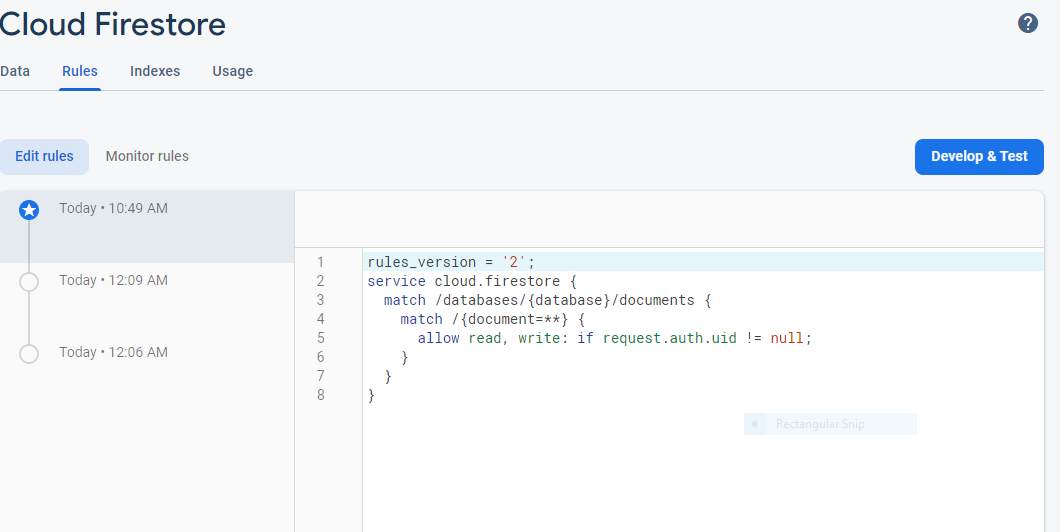 Cloud Firestore
?
Data Rules Indexes Usage
Edit rules Monitor rules Develop & Test
Today • 10:49 AM
Today • 12:09 AM
Today • 12:06 AM
1 rules_version = '2';
2 service cloud.firestore {
3   match /databases/{database}/documents {
4     match /{document=**} {
5       allow read, write: if request.auth.uid != null;
6     }
7   }
8 }
Rectangular Snip